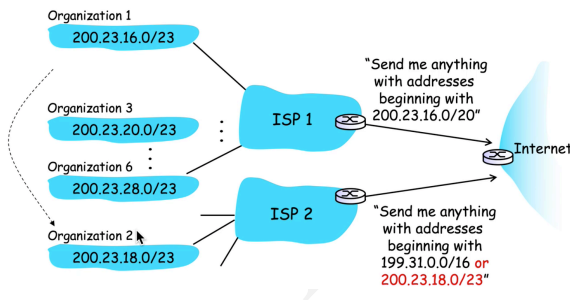 Organization 1
200.23.16.0/23
Organization 3
200.23.20.0/23
Organization 6
200.23.28.0/23
Organization 2
200.23.18.0/23
ISP 1
ISP 2
“Send me anything
with addresses
beginning with
200.23.16.0/20”
Internet
“Send me anything
with addresses
beginning with
199.31.0.0/16 or
200.23.18.0/23”